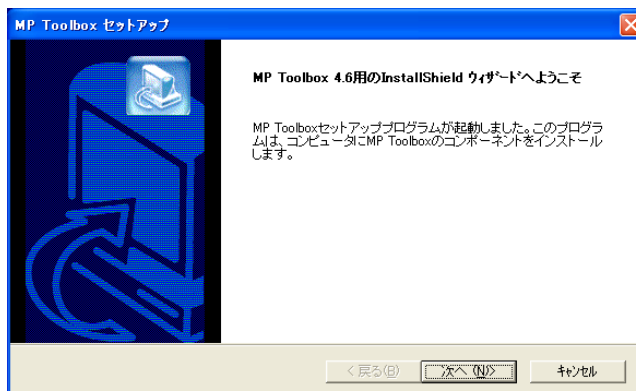 MP Toolbox セットアップ
MP Toolbox 4.6用のInstallShield ウィザードへようこそ
MP Toolboxセットアッププログラムが起動しました。このプログラ
ムは、コンピュータにMP Toolboxのコンポーネントをインストール
します。
< 戻る(B) 次へ (N)> キャンセル